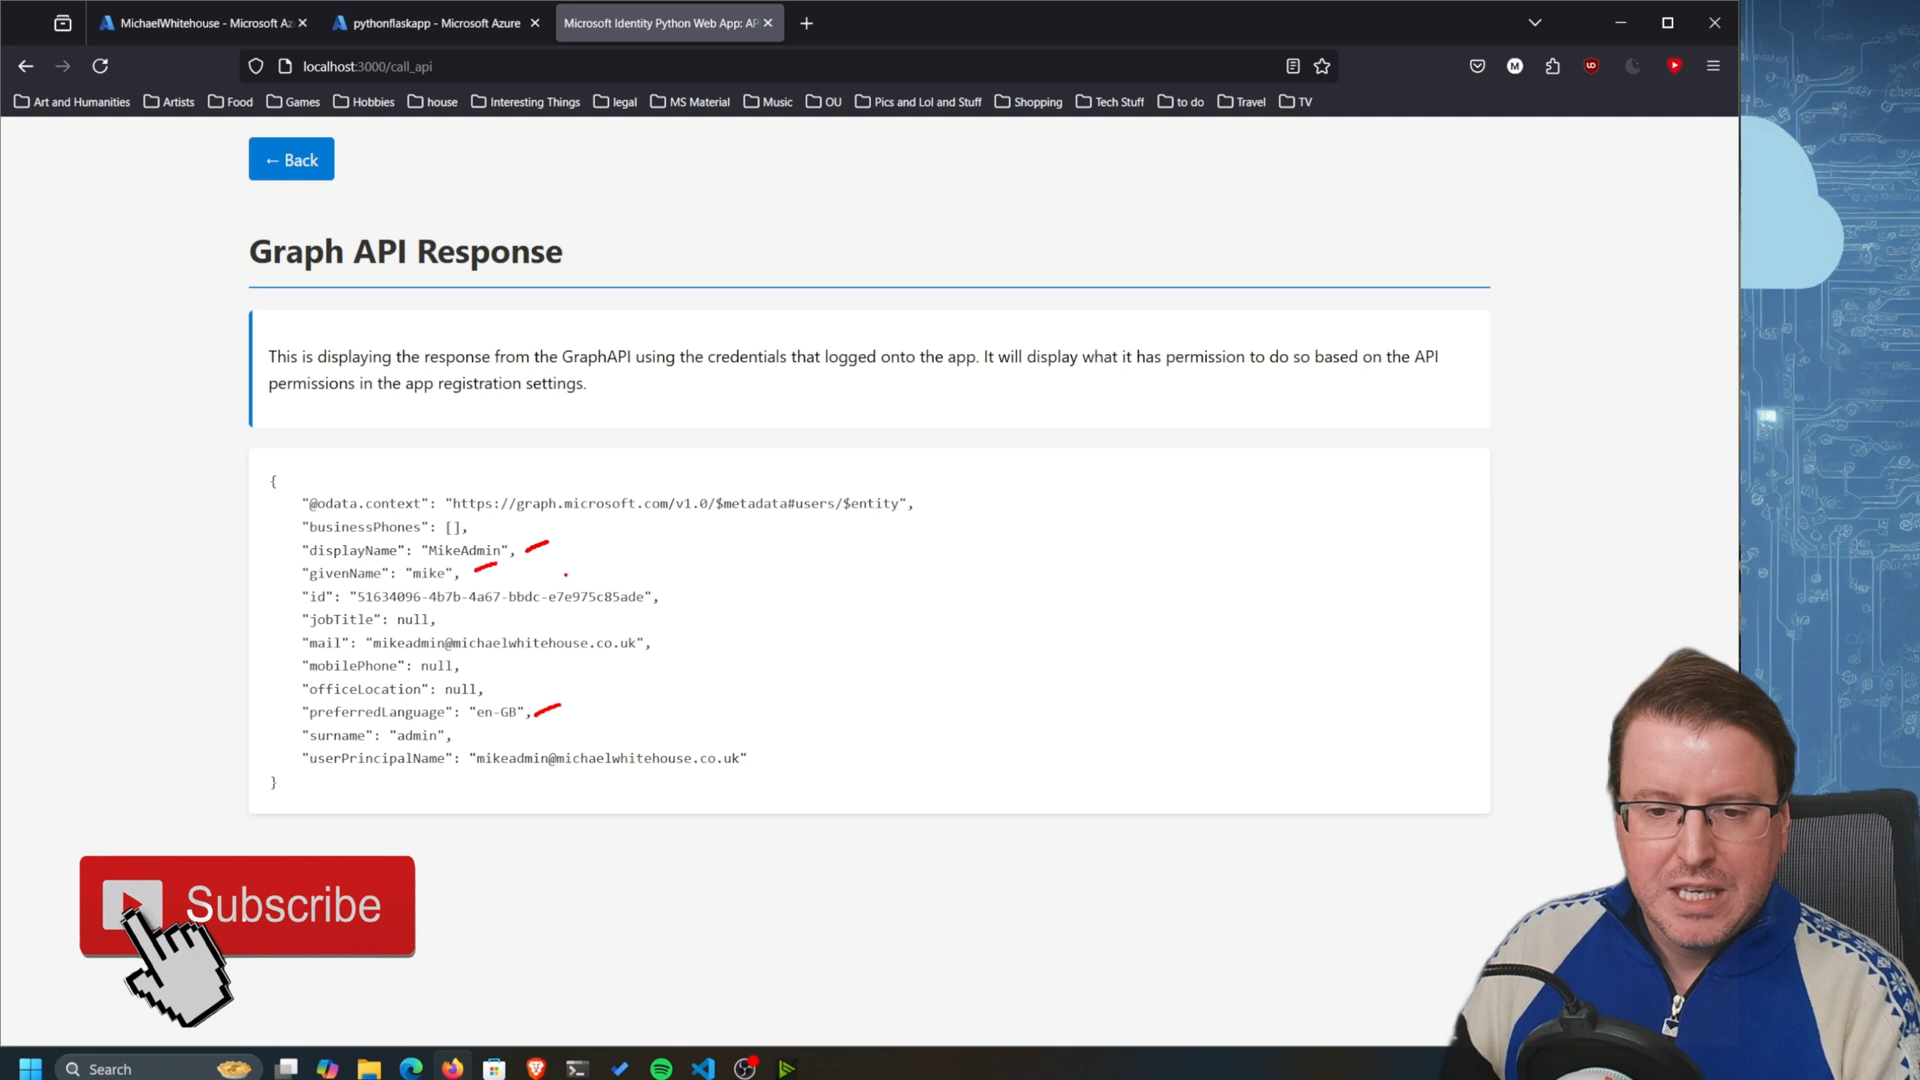 MichaelWhitehouse - Microsoft Az
pythonflaskapp - Microsoft Azure
Microsoft Identity Python Web App: AP
localhost:3000/call_api
M
UD
Art and Humanities
Artists
Food
Games
Hobbies
house
Interesting Things
legal
MS Material
Music
OU
Pics and Lol and Stuff
Shopping
Tech Stuff
to do
Travel
TV
← Back
Graph API Response
This is displaying the response from the GraphAPI using the credentials that logged onto the app. It will display what it has permission to do so based on the API
permissions in the app registration settings.
{
"@odata.context": "https://graph.microsoft.com/v1.0/$metadata#users/$entity",
"businessPhones": [],
"displayName": "MikeAdmin",
"givenName": "mike",
"id": "51634096-4b7b-4a67-bbdc-e7e975c85ade",
"jobTitle": null,
"mail": "mikeadmin@michaelwhitehouse.co.uk",
"mobilePhone": null,
"officeLocation": null,
"preferredLanguage": "en-GB",
"surname": "admin",
"userPrincipalName": "mikeadmin@michaelwhitehouse.co.uk"
}
Subscribe
Search